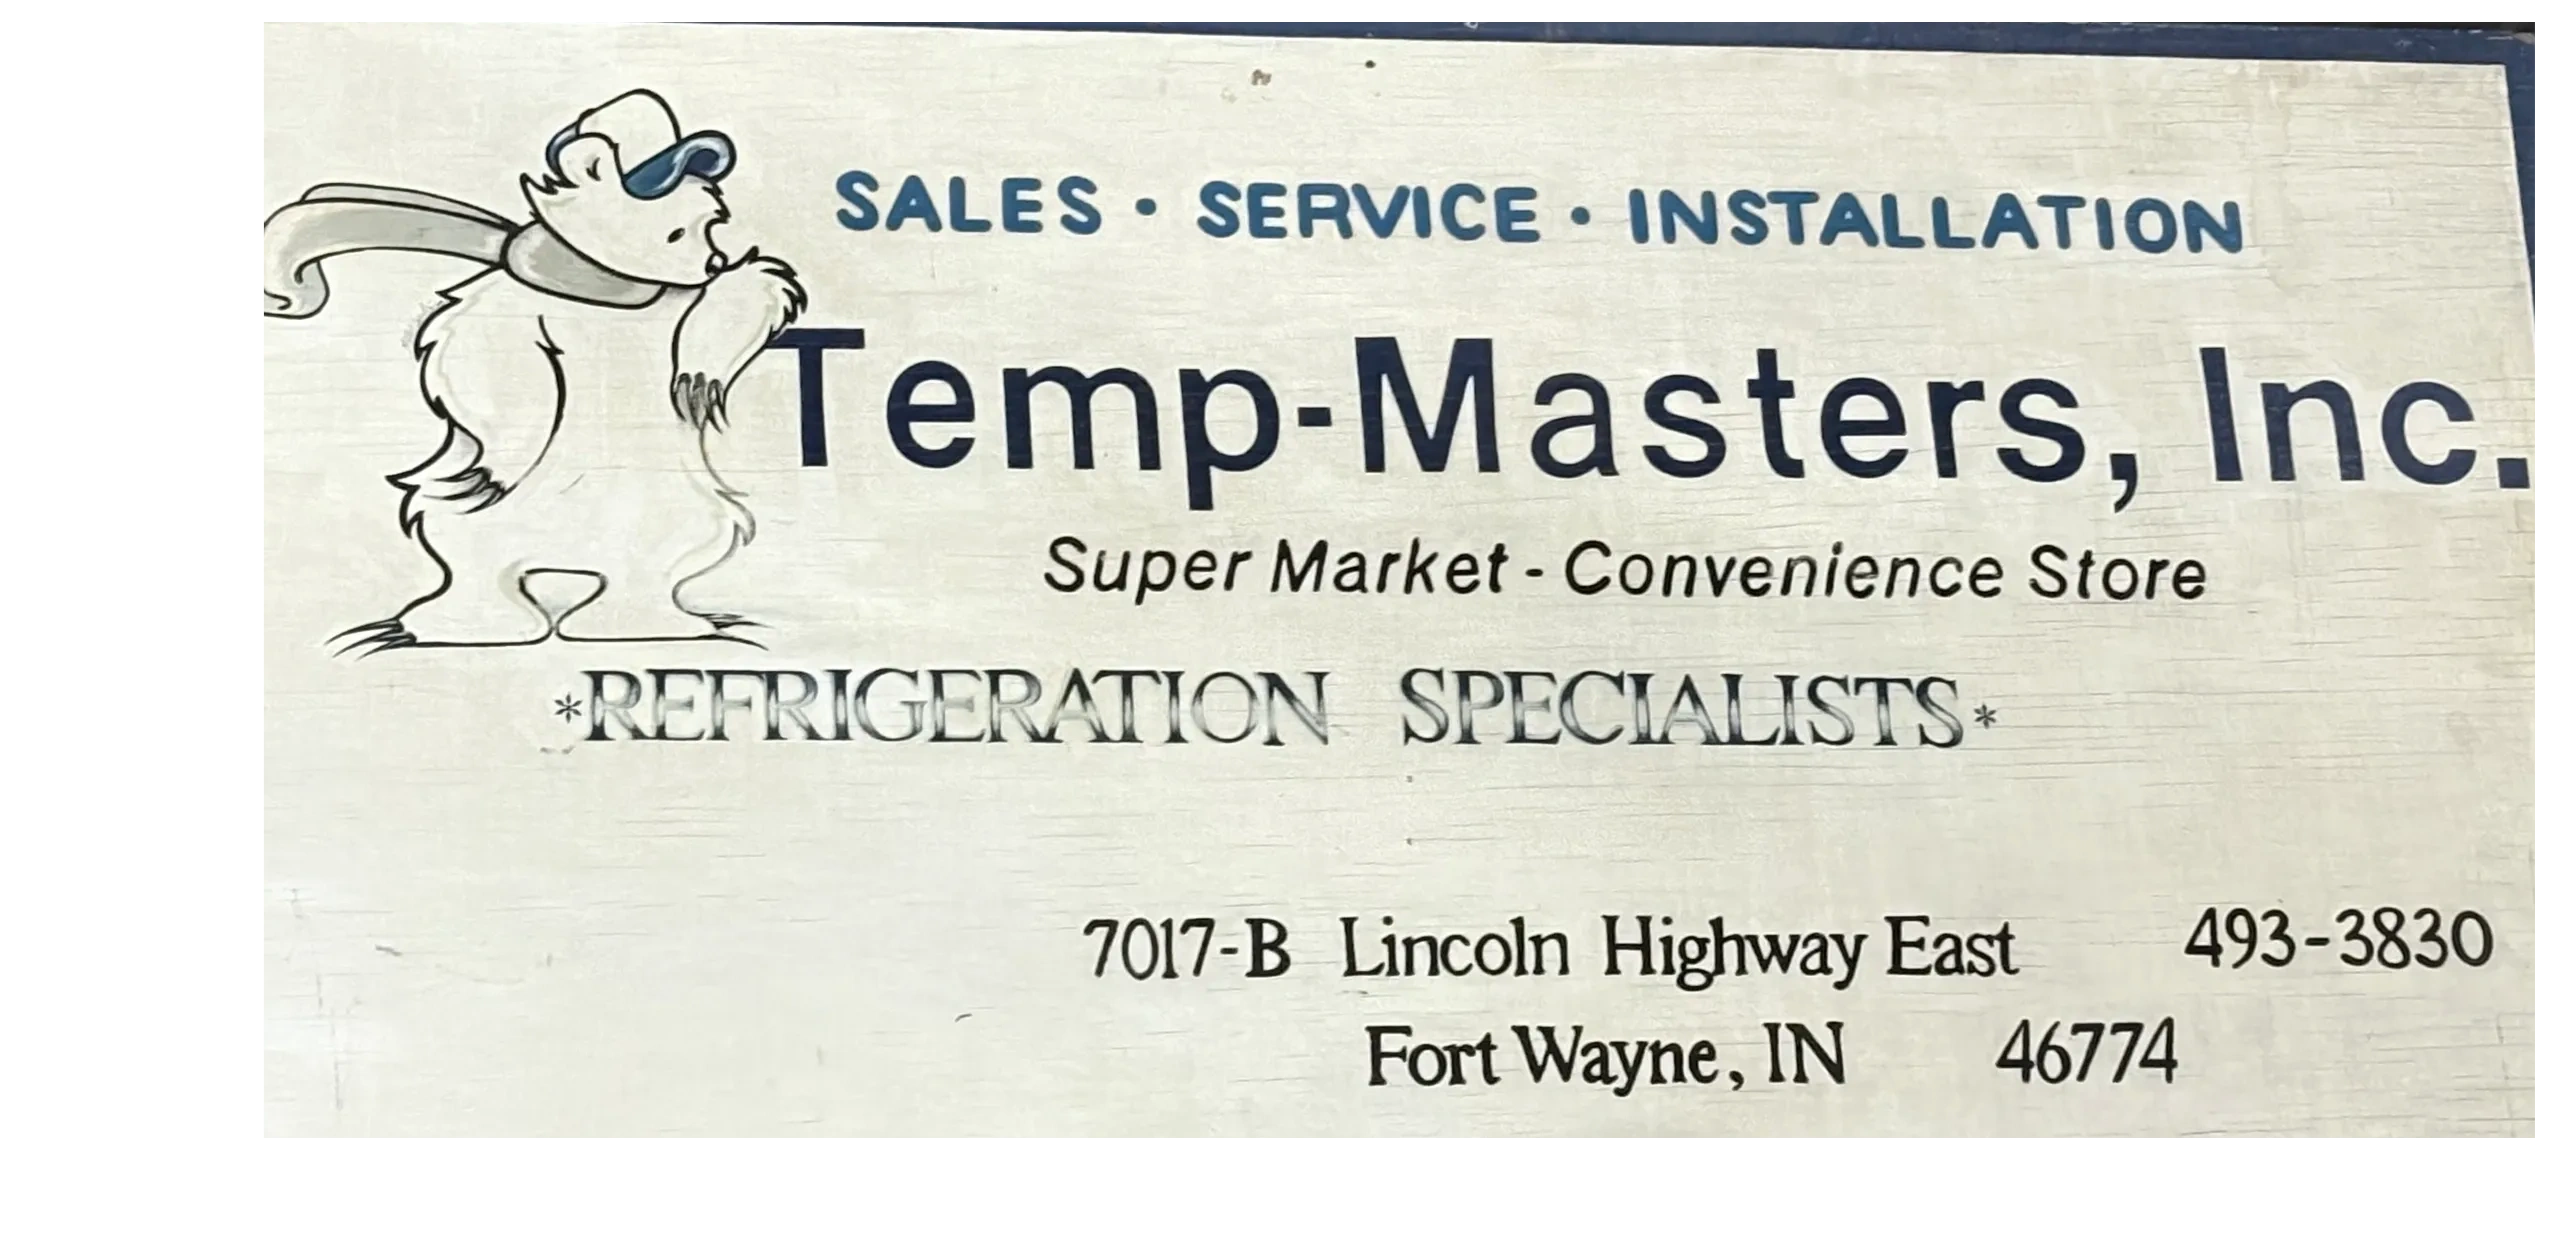 SALES • SERVICE • INSTALLATION
Temp-Masters, Inc.
Super Market - Convenience Store
*REFRIGERATION SPECIALISTS*
7017-B Lincoln Highway East 493-3830
Fort Wayne, IN 46774